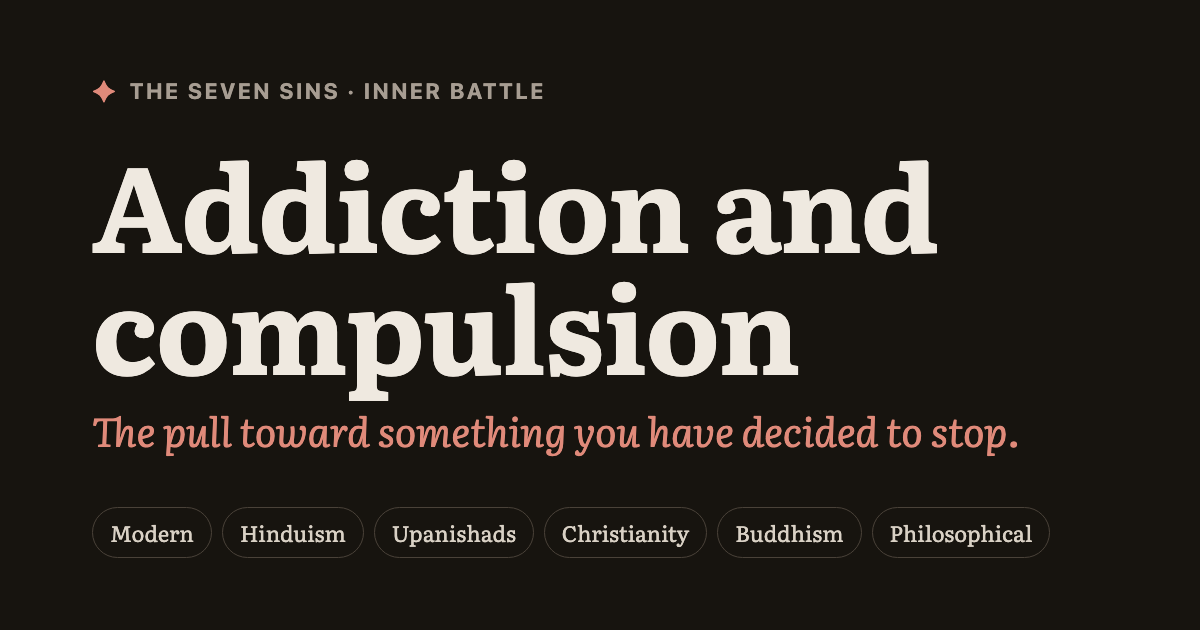 THE SEVEN SINS · INNER BATTLE
Addiction and
compulsion
The pull toward something you have decided to stop.
Modern Hinduism Upanishads Christianity Buddhism Philosophical